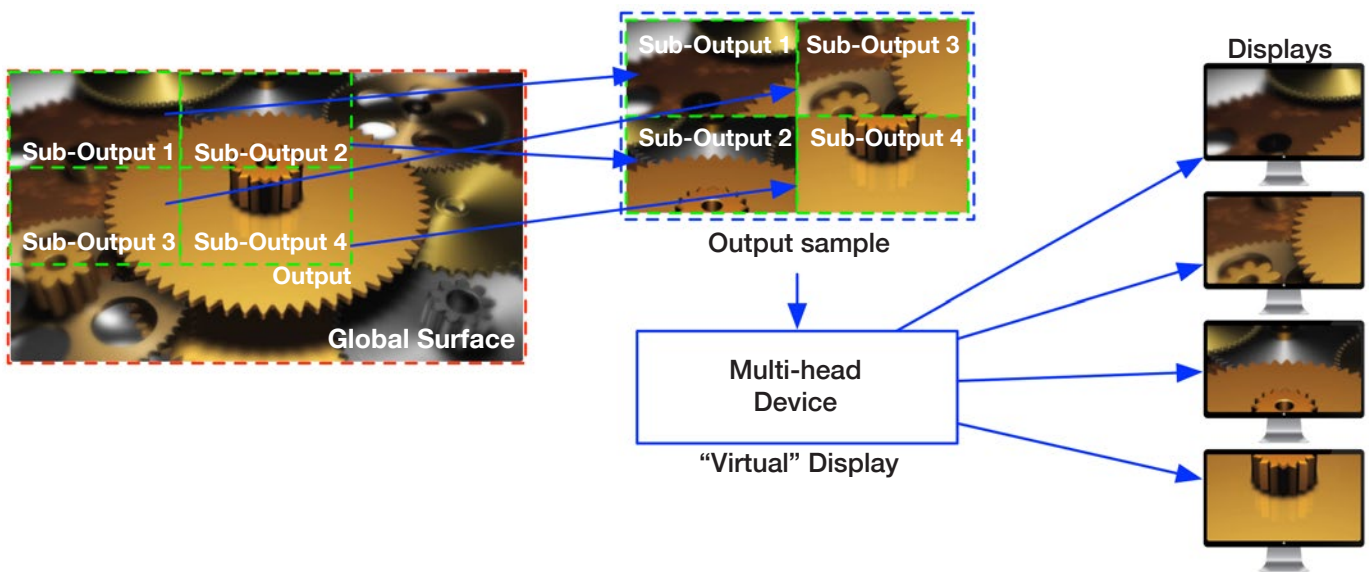 Sub-Output 1
Sub-Output 2
Sub-Output 3
Sub-Output 4
Output
Global Surface
Sub-Output 1
Sub-Output 3
Sub-Output 2
Sub-Output 4
Output sample
Multi-head
Device
“Virtual” Display
Displays